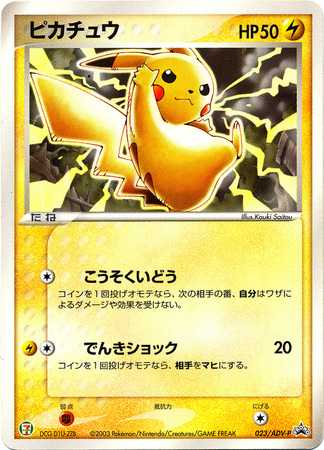 ピカチュウ HP50
Illus.Kouki Saitou
たね
こうそくいどう
コインを1回投げオモテなら、次の相手の番、自分はワザに
よるダメージや効果を受けない。
でんきショック 20
コインを1回投げオモテなら、相手をマヒにする。
弱点 抵抗力 にげる
DCG D1U-ZZB ©2003 Pokémon/Nintendo/Creatures/GAME FREAK 023/ADV-P